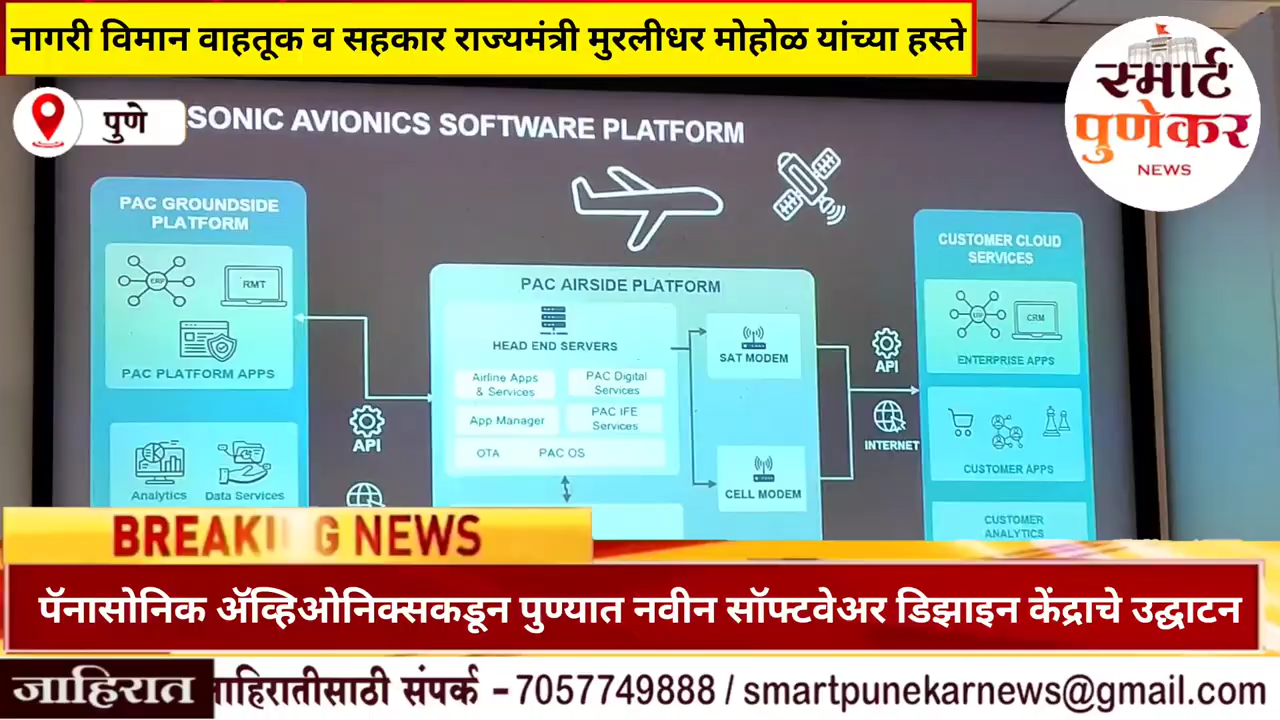 नागरी विमान वाहतूक व सहकार राज्यमंत्री मुरलीधर मोहोळ यांच्या हस्ते
पुणे
स्मार्ट
पुणेकर
NEWS
SONIC AVIONICS SOFTWARE PLATFORM
PAC GROUNDSIDE
PLATFORM
ERP
RMT
PAC PLATFORM APPS
Analytics
Data Services
API
PAC AIRSIDE PLATFORM
HEAD END SERVERS
Airline Apps
& Services
PAC Digital
Services
App Manager
PAC IFE
Services
OTA
PAC OS
SAT MODEM
CELL MODEM
API
INTERNET
CUSTOMER CLOUD
SERVICES
ERP
CRM
ENTERPRISE APPS
CUSTOMER APPS
CUSTOMER
ANALYTICS
BREAKING NEWS
पॅनासोनिक ॲव्हिओनिक्सकडून पुण्यात नवीन सॉफ्टवेअर डिझाइन केंद्राचे उद्घाटन
जाहिरात
जाहिरातीसाठी संपर्क - 7057749888 / smartpunekarnews@gmail.com